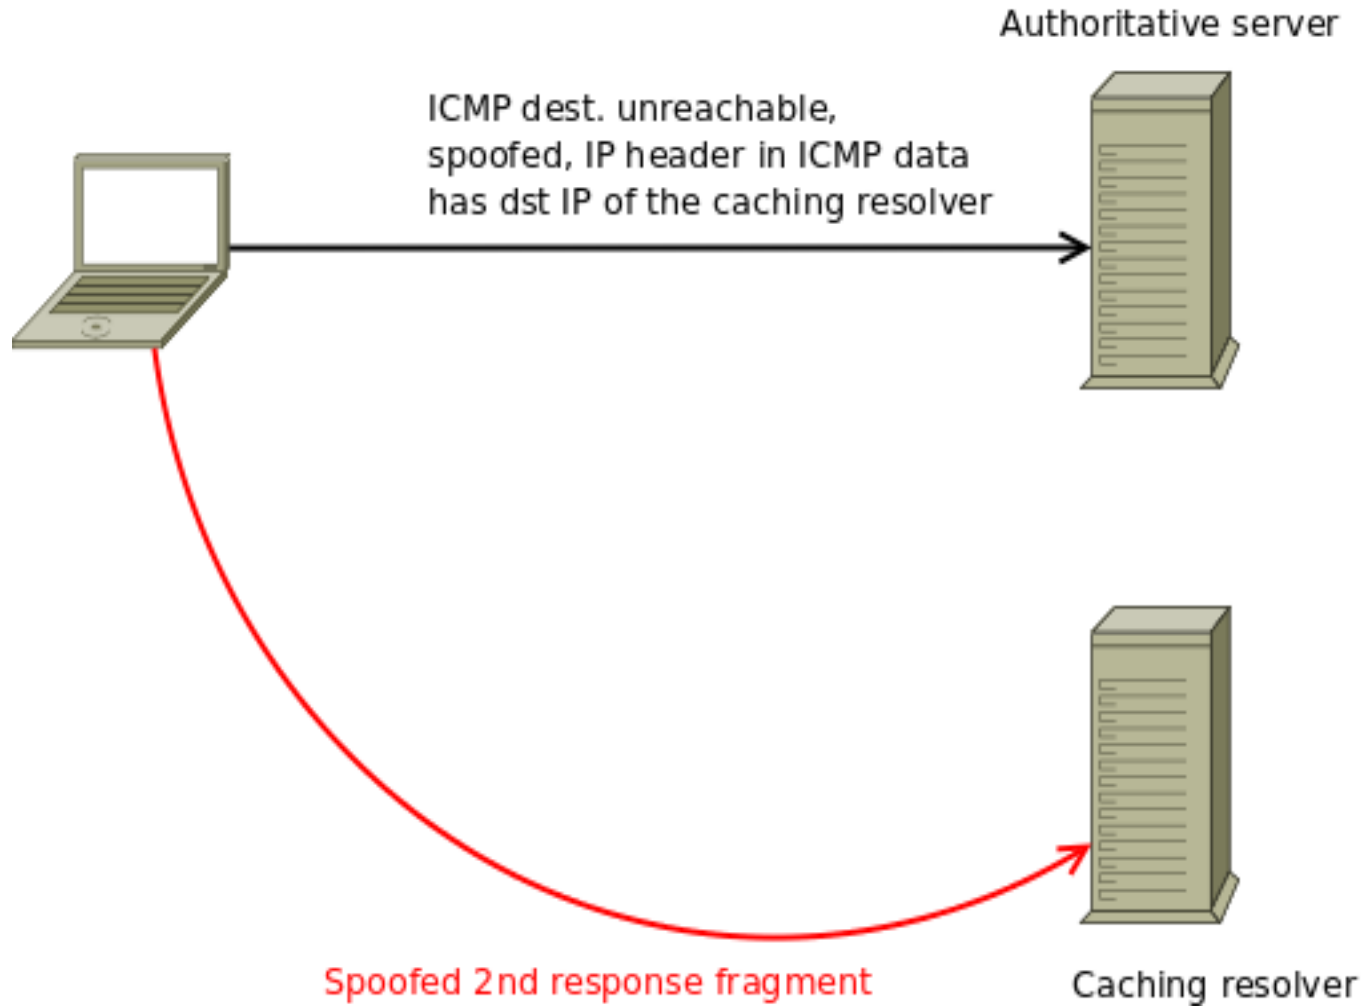 Authoritative server
ICMP dest. unreachable,
spoofed, IP header in ICMP data
has dst IP of the caching resolver
Spoofed 2nd response fragment
Caching resolver